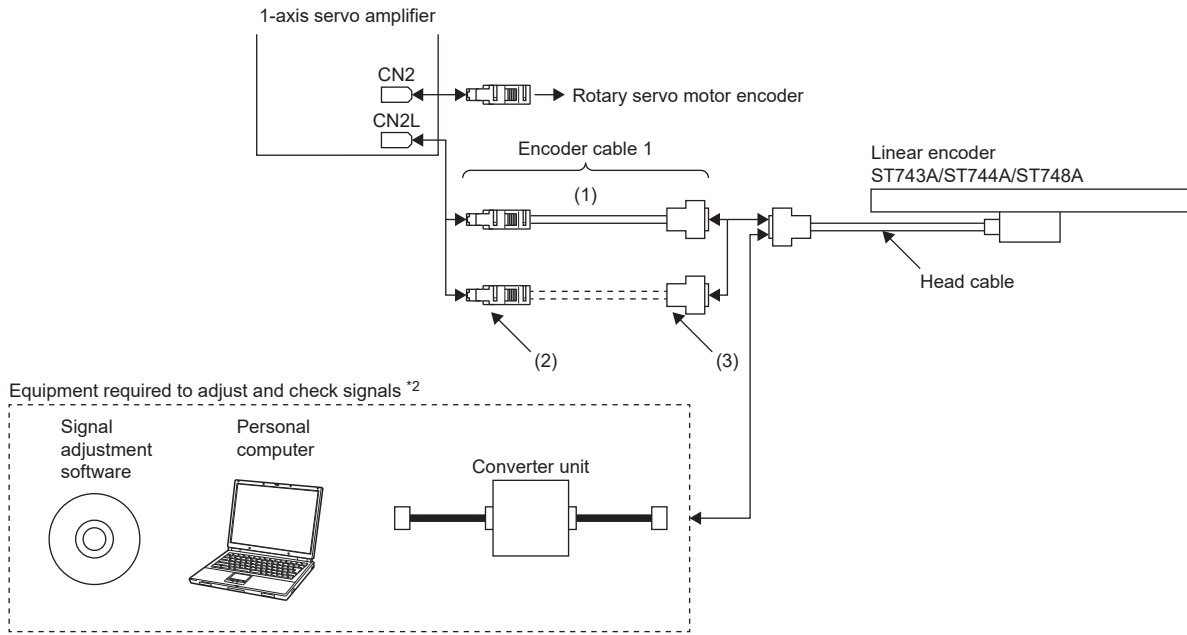 1-axis servo amplifier
CN2
Rotary servo motor encoder
CN2L
Encoder cable 1
(1)
Linear encoder
ST743A/ST744A/ST748A
Head cable
(2)
(3)
Equipment required to adjust and check signals *2
Signal
adjustment
software
Personal
computer
Converter unit